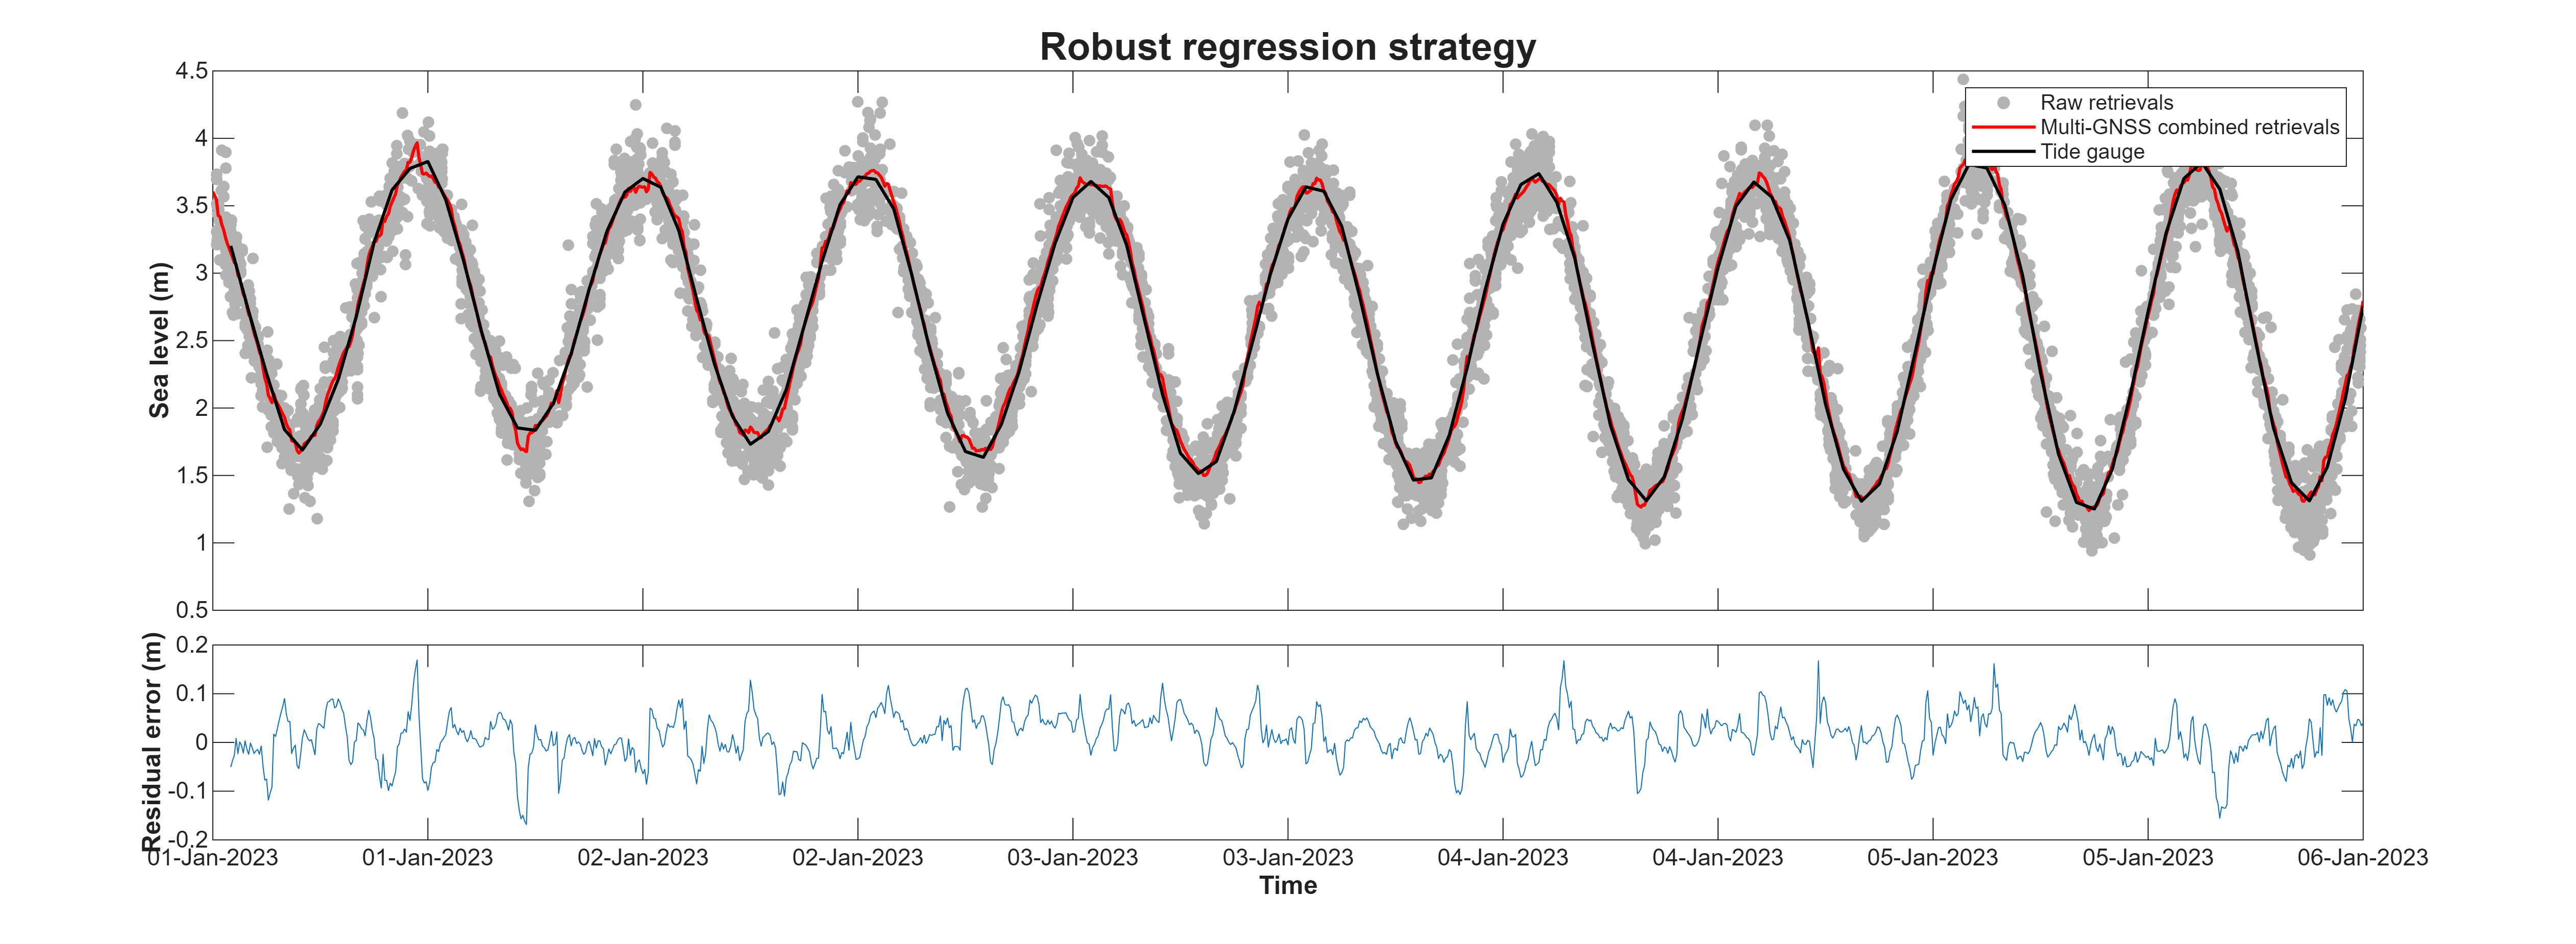 Robust regression strategy
4.5
4
3.5
3
2.5
2
1.5
1
0.5
Sea level (m)
Raw retrievals
Multi-GNSS combined retrievals
Tide gauge
0.2
0.1
0
-0.1
-0.2
Residual error (m)
01-Jan-2023 01-Jan-2023 02-Jan-2023 02-Jan-2023 03-Jan-2023 03-Jan-2023 04-Jan-2023 04-Jan-2023 05-Jan-2023 05-Jan-2023 06-Jan-2023
Time